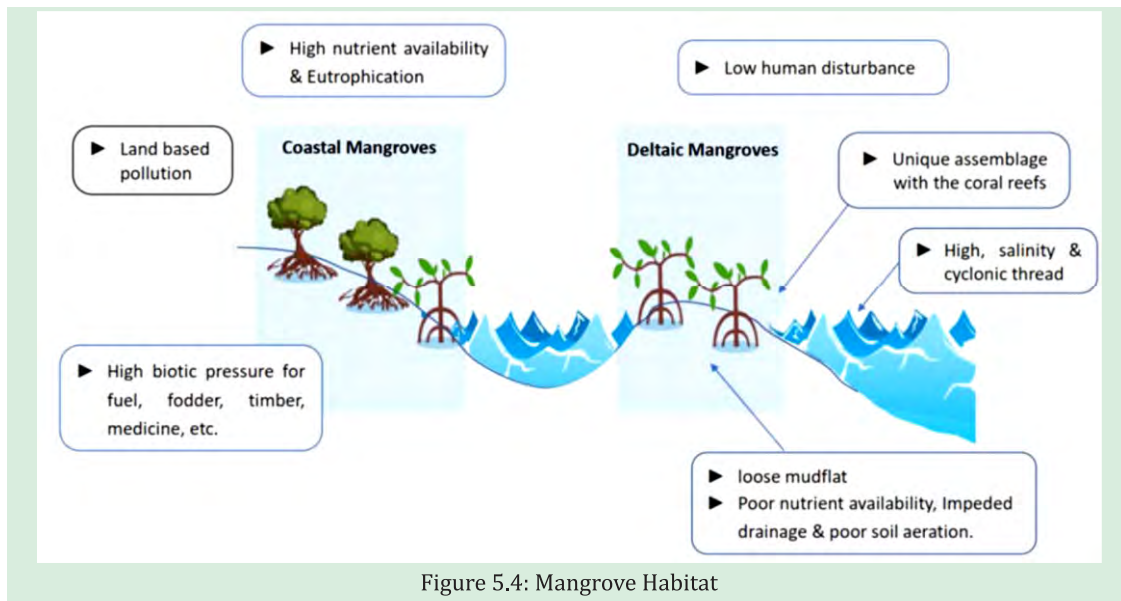 ► High nutrient availability
& Eutrophication
► Low human disturbance
► Land based
pollution
Coastal Mangroves
Deltaic Mangroves
► Unique assemblage
with the coral reefs
► High, salinity &
cyclonic thread
► High biotic pressure for
fuel, fodder, timber,
medicine, etc.
► loose mudflat
► Poor nutrient availability, Impeded
drainage & poor soil aeration.
Figure 5.4: Mangrove Habitat